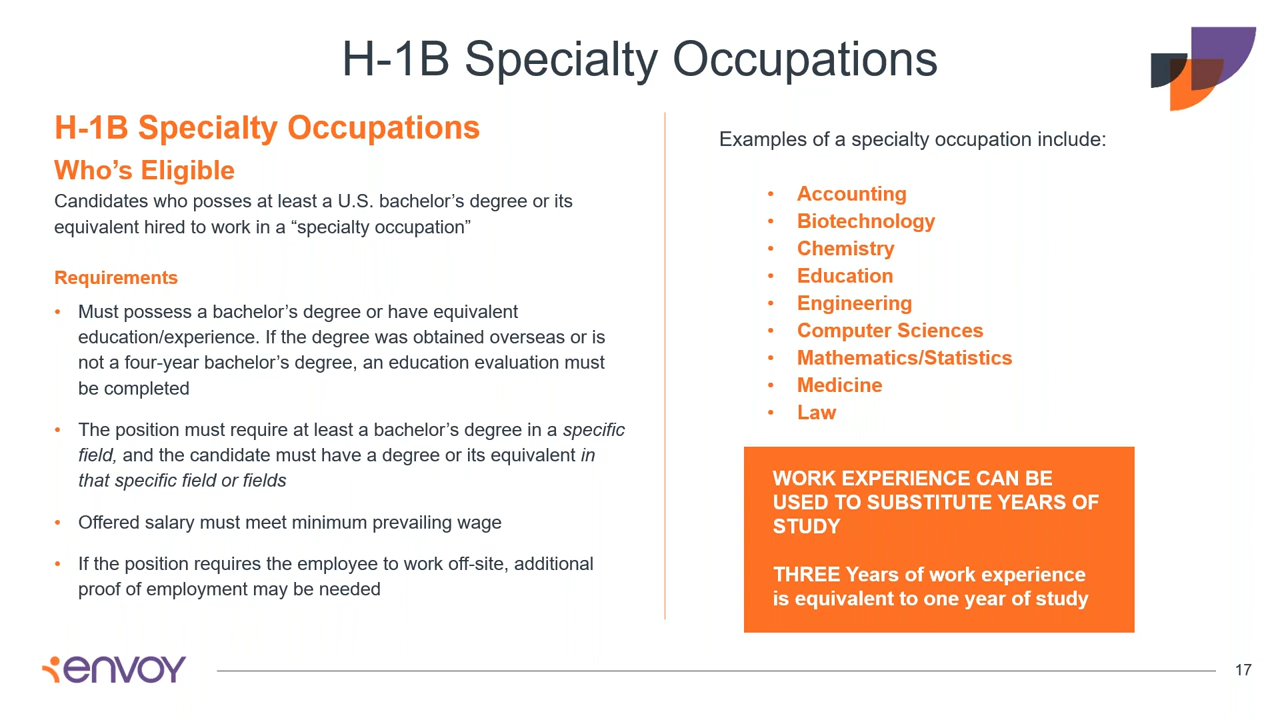 H-1B Specialty Occupations
H-1B Specialty Occupations
Who’s Eligible
Candidates who posses at least a U.S. bachelor’s degree or its
equivalent hired to work in a “specialty occupation”
Requirements
• Must possess a bachelor’s degree or have equivalent
education/experience. If the degree was obtained overseas or is
not a four-year bachelor’s degree, an education evaluation must
be completed
• The position must require at least a bachelor’s degree in a specific
field, and the candidate must have a degree or its equivalent in
that specific field or fields
• Offered salary must meet minimum prevailing wage
• If the position requires the employee to work off-site, additional
proof of employment may be needed
Examples of a specialty occupation include:
• Accounting
• Biotechnology
• Chemistry
• Education
• Engineering
• Computer Sciences
• Mathematics/Statistics
• Medicine
• Law
WORK EXPERIENCE CAN BE
USED TO SUBSTITUTE YEARS OF
STUDY
THREE Years of work experience
is equivalent to one year of study
envoy
17